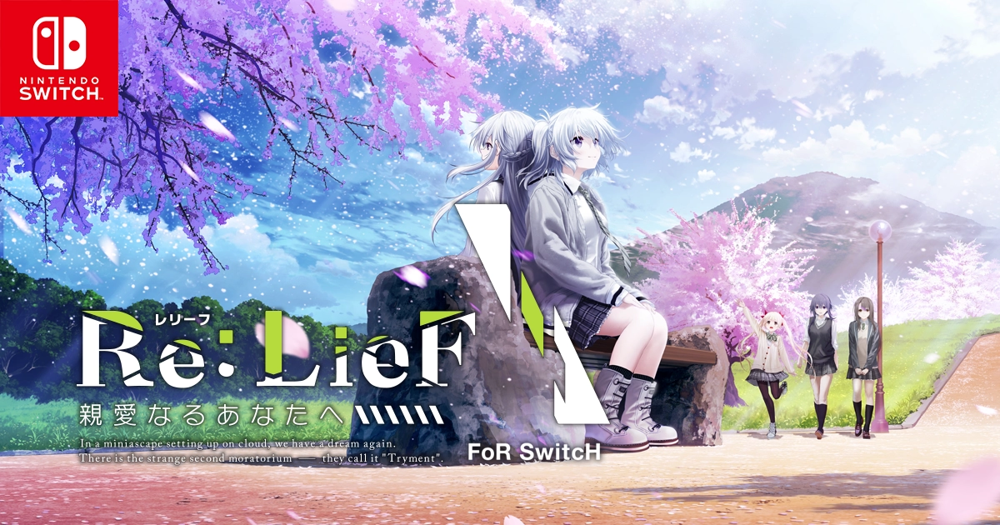 NINTENDO
SWITCH™
レリーフ
Re:LieF
親愛なるあなたへ
In a miniascape setting up on cloud, we have a dream again.
There is the strange second moratorium —— they call it "Tryment".
FoR SwitcH